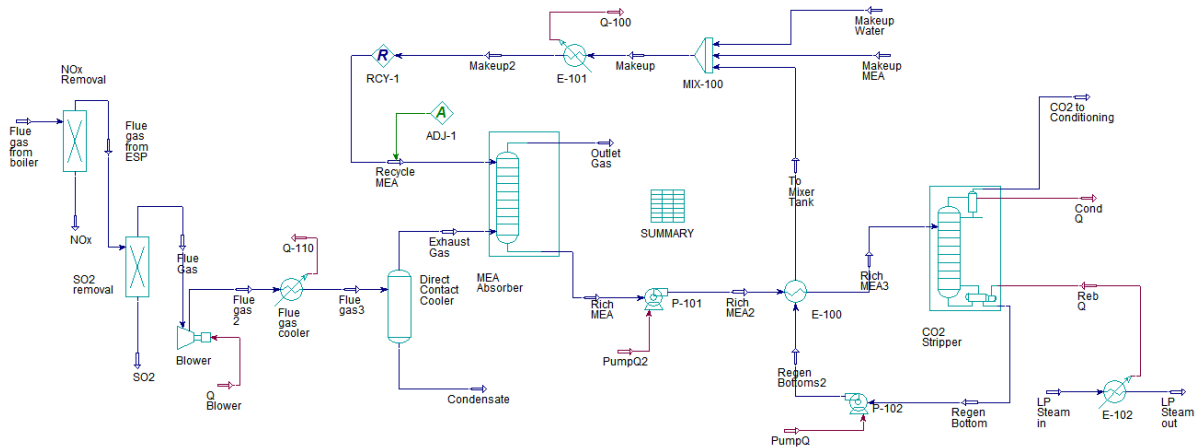 Q-100
Makeup
Water
NOx
Removal
RCY-1
Makeup2
E-101
Makeup
MIX-100
Makeup
MEA
CO2 to
Conditioning
Flue
gas
from
boiler
Flue
gas
from
ESP
A
R
ADJ-1
Recycle
MEA
Outlet
Gas
To
Mixer
Tank
SUMMARY
Cond
Q
NOx
Flue
Gas
Q-110
Exhaust
Gas
SO2
removal
Direct
Contact
Cooler
MEA
Absorber
Rich
MEA3
Flue
gas
2
Flue
gas
cooler
Flue
gas3
Rich
MEA
P-101
Rich
MEA2
E-100
Reb
Q
CO2
Stripper
Blower
SO2
Q
Blower
PumpQ2
Regen
Bottoms2
Condensate
P-102
Regen
Bottom
PumpQ
LP
Steam
in
E-102
LP
Steam
out